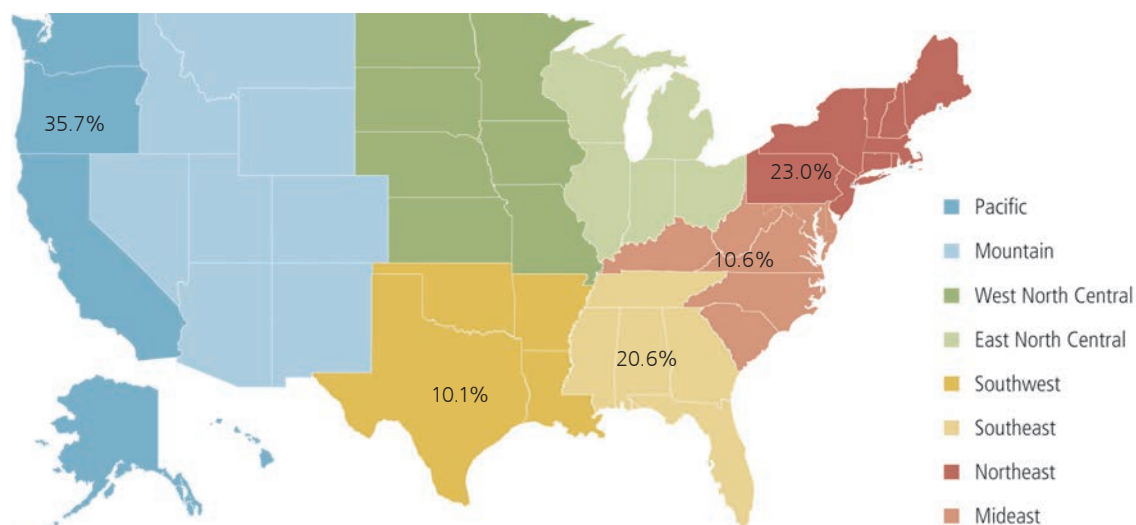 35.7%
23.0%
10.6%
20.6%
10.1%
Pacific
Mountain
West North Central
East North Central
Southwest
Southeast
Northeast
Mideast